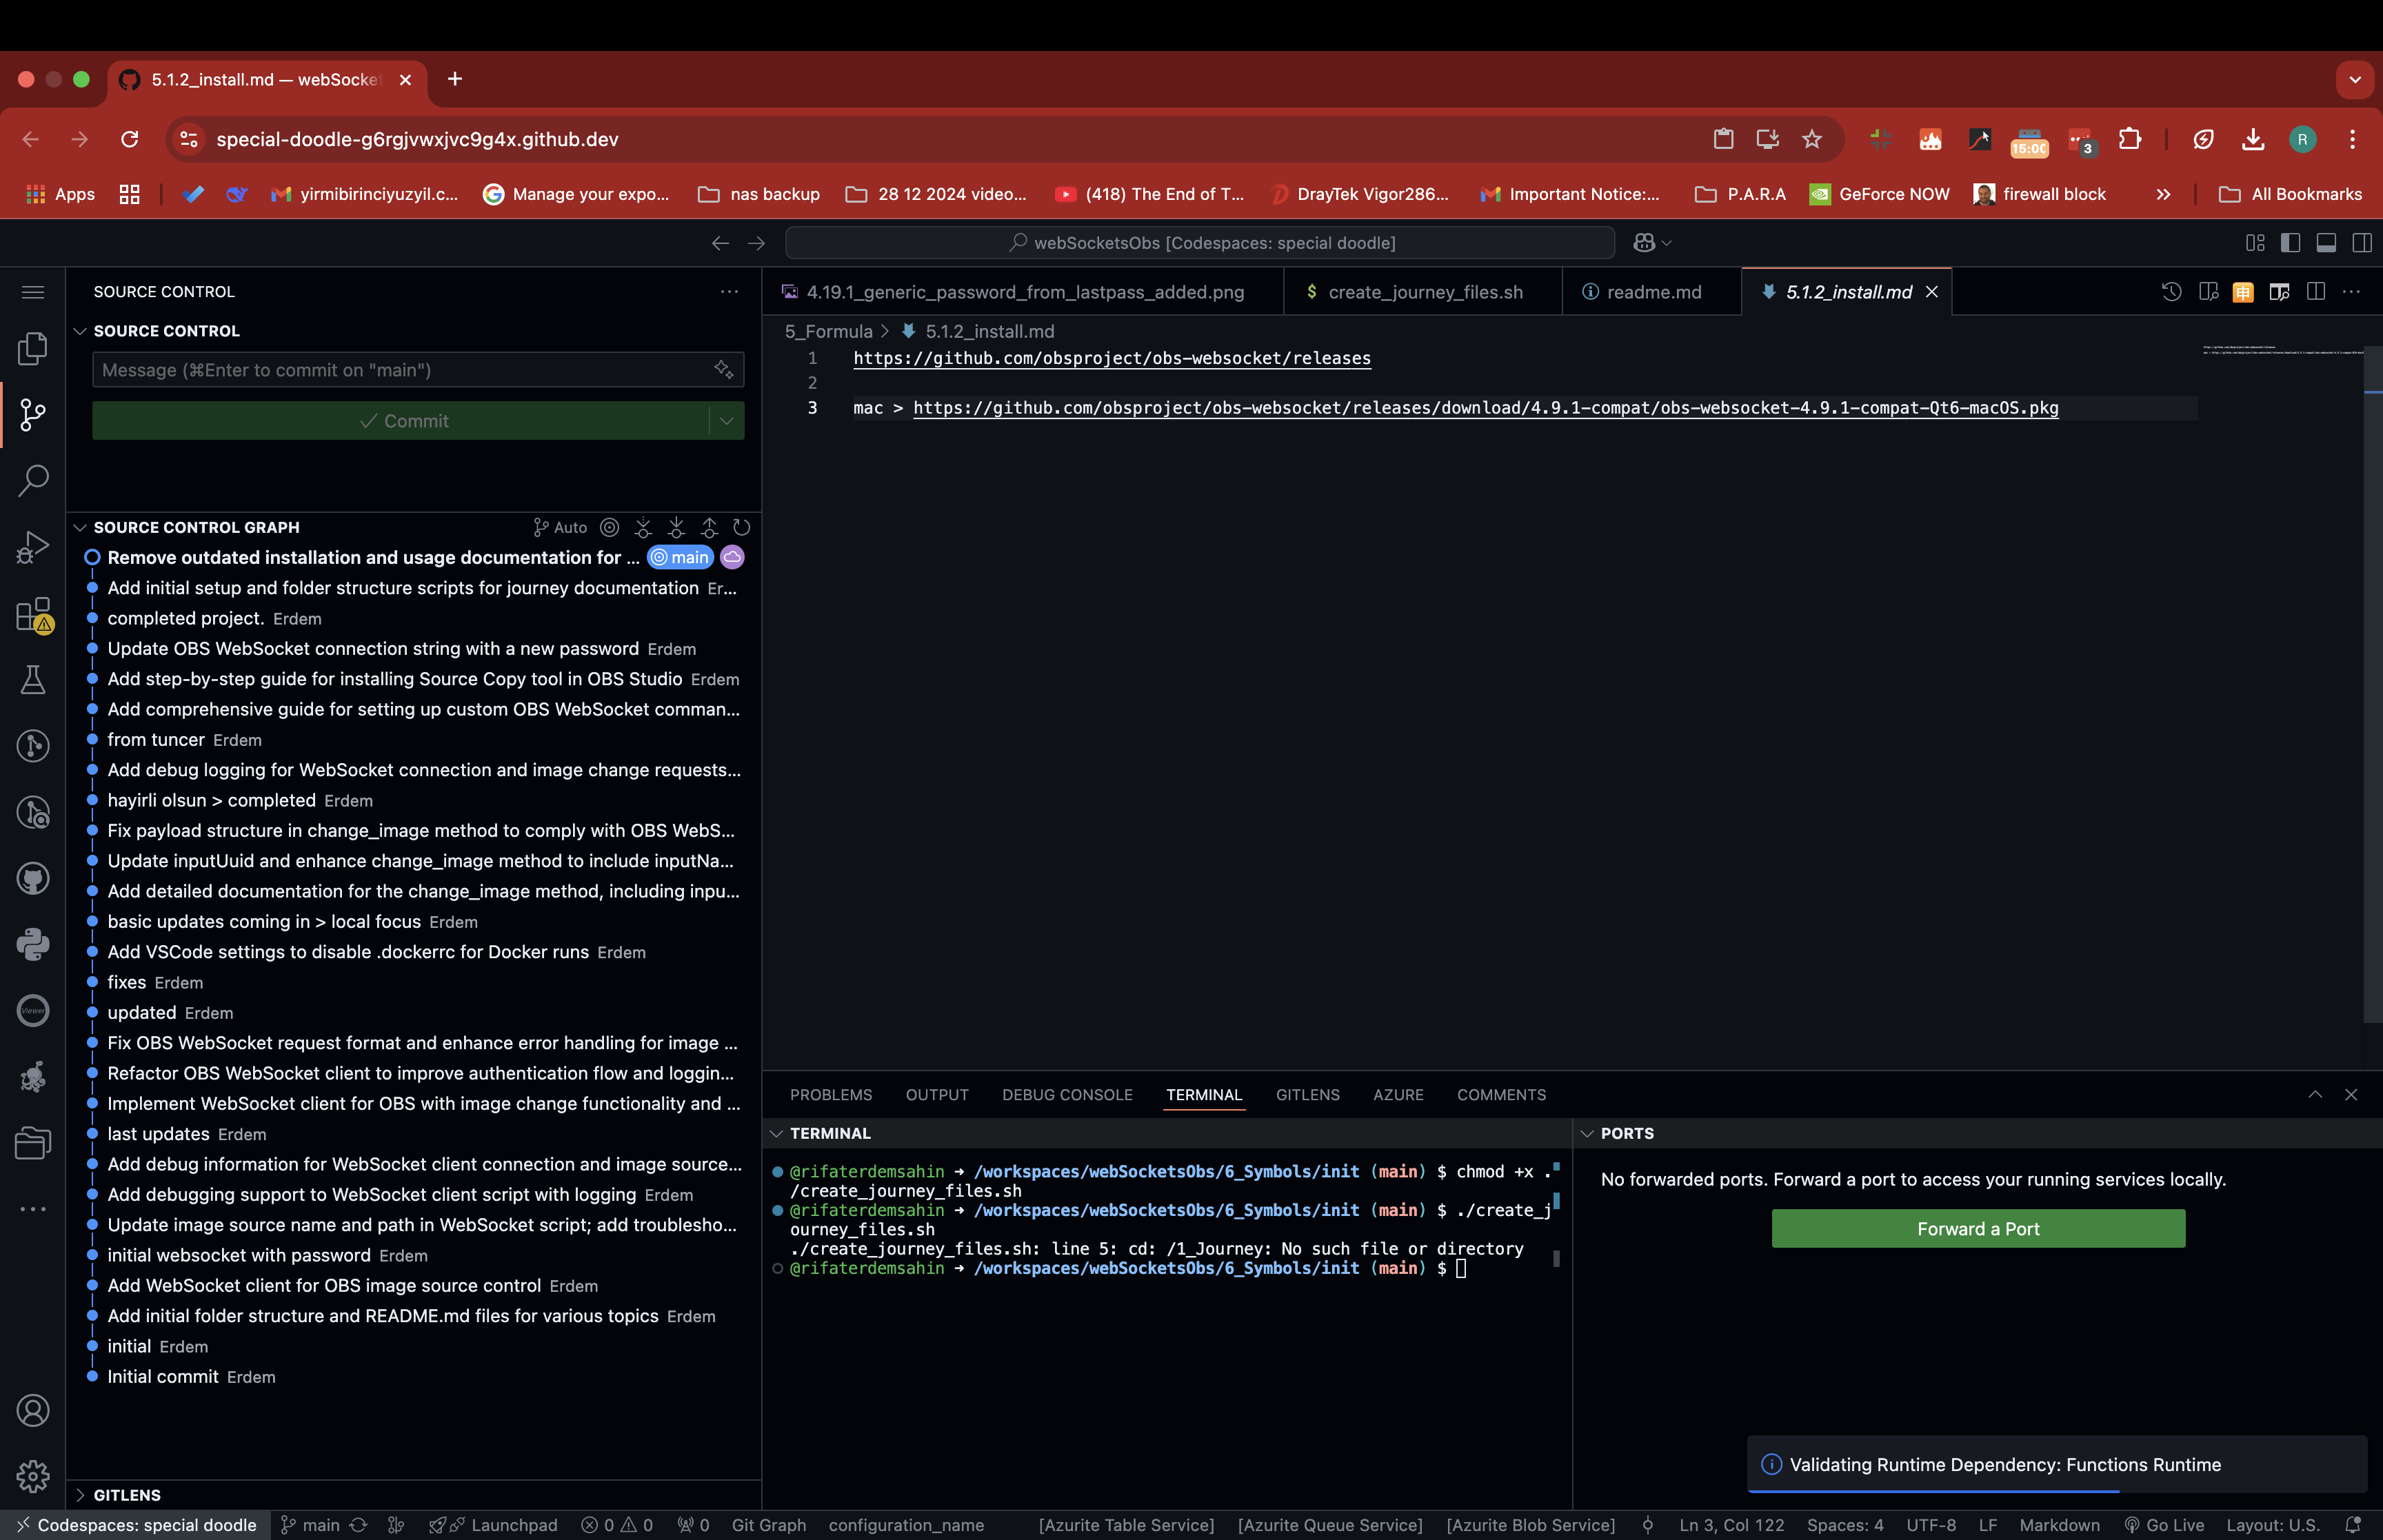 5.1.2_install.md — webSocket
special-doodle-g6rgjvwxjvc9g4x.github.dev
15:00
3
R
Apps
yirmibirinciyuzyil.c...
Manage your expo...
nas backup
28 12 2024 video...
(418) The End of T...
DrayTek Vigor286...
Important Notice:...
P.A.R.A
GeForce NOW
firewall block
All Bookmarks
webSocketsObs [Codespaces: special doodle]
SOURCE CONTROL
4.19.1_generic_password_from_lastpass_added.png
create_journey_files.sh
readme.md
5.1.2_install.md
SOURCE CONTROL
Message (⌘Enter to commit on "main")
Commit
5_Formula > 5.1.2_install.md
1 https://github.com/obsproject/obs-websocket/releases
2
3 mac > https://github.com/obsproject/obs-websocket/releases/download/4.9.1-compat/obs-websocket-4.9.1-compat-Qt6-macOS.pkg
SOURCE CONTROL GRAPH
Auto
Remove outdated installation and usage documentation for ... main
Add initial setup and folder structure scripts for journey documentation Er...
completed project. Erdem
Update OBS WebSocket connection string with a new password Erdem
Add step-by-step guide for installing Source Copy tool in OBS Studio Erdem
Add comprehensive guide for setting up custom OBS WebSocket comman...
from tuncer Erdem
Add debug logging for WebSocket connection and image change requests...
hayirli olsun > completed Erdem
Fix payload structure in change_image method to comply with OBS WebS...
Update inputUuid and enhance change_image method to include inputNa...
Add detailed documentation for the change_image method, including inpu...
basic updates coming in > local focus Erdem
Add VSCode settings to disable .dockerrc for Docker runs Erdem
fixes Erdem
updated Erdem
Fix OBS WebSocket request format and enhance error handling for image ...
Refactor OBS WebSocket client to improve authentication flow and loggin...
Implement WebSocket client for OBS with image change functionality and ...
last updates Erdem
Add debug information for WebSocket client connection and image source...
Add debugging support to WebSocket client script with logging Erdem
Update image source name and path in WebSocket script; add troublesho...
initial websocket with password Erdem
Add WebSocket client for OBS image source control Erdem
Add initial folder structure and README.md files for various topics Erdem
initial Erdem
Initial commit Erdem
GITLENS
Viewer
PROBLEMS OUTPUT DEBUG CONSOLE TERMINAL GITLENS AZURE COMMENTS
TERMINAL
@rifaterdemsahin ➜ /workspaces/webSocketsObs/6_Symbols/init (main) $ chmod +x .
/create_journey_files.sh
@rifaterdemsahin ➜ /workspaces/webSocketsObs/6_Symbols/init (main) $ ./create_j
ourney_files.sh
./create_journey_files.sh: line 5: cd: /1_Journey: No such file or directory
@rifaterdemsahin ➜ /workspaces/webSocketsObs/6_Symbols/init (main) $
PORTS
No forwarded ports. Forward a port to access your running services locally.
Forward a Port
Validating Runtime Dependency: Functions Runtime
Codespaces: special doodle main Launchpad 0 0 0 Git Graph configuration_name [Azurite Table Service] [Azurite Queue Service] [Azurite Blob Service] Ln 3, Col 122 Spaces: 4 UTF-8 LF Markdown Go Live Layout: U.S.